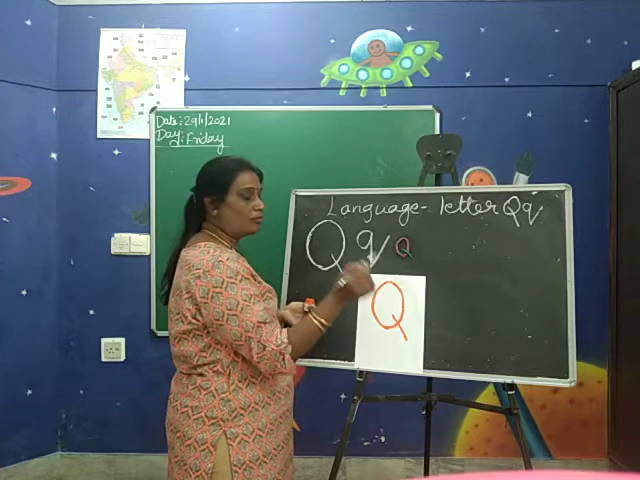 Date: 29/1/2021
Day: Friday
Language - letter Qq
Q q Q
Q